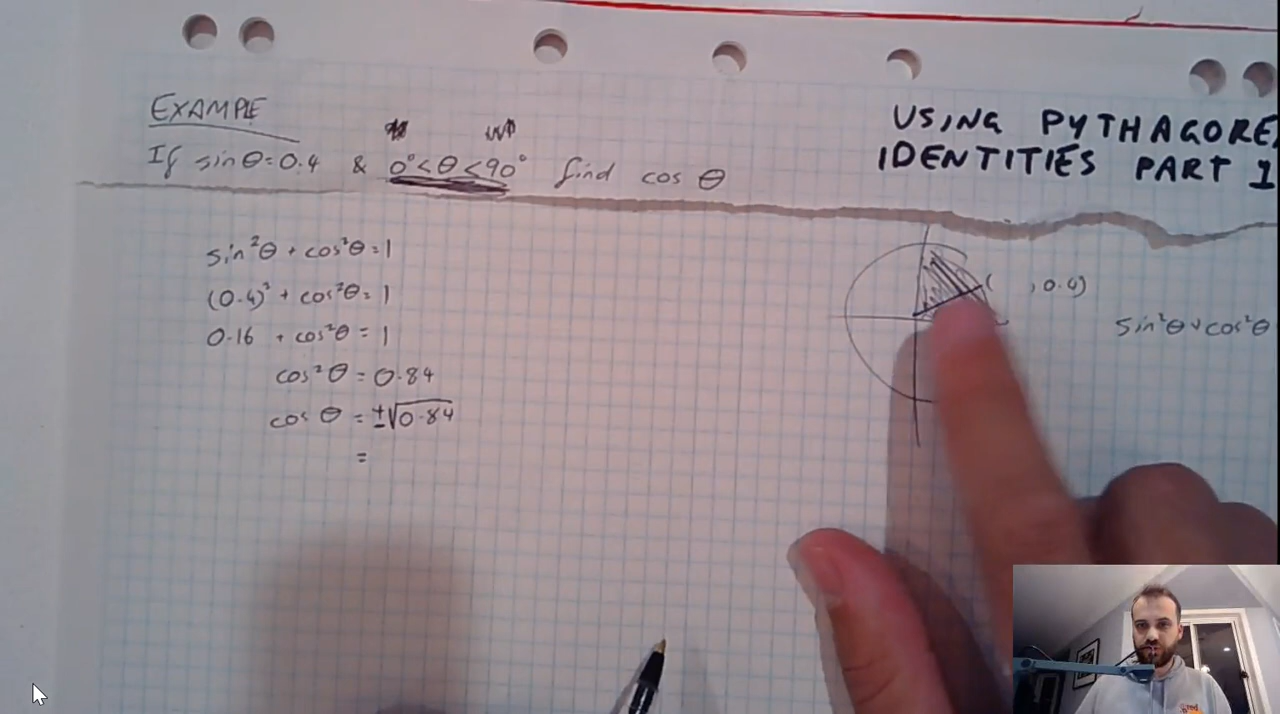 EXAMPLE
If sinθ=0.4 & 0°<θ<90° find cos θ
USING PYTHAGORE
IDENTITIES PART 1
sin²θ + cos²θ = 1
(0.4)² + cos²θ = 1
0.16 + cos²θ = 1
cos²θ = 0.84
cos θ = ±√0.84
=
( , 0.4)
sin²θ + cos²θ